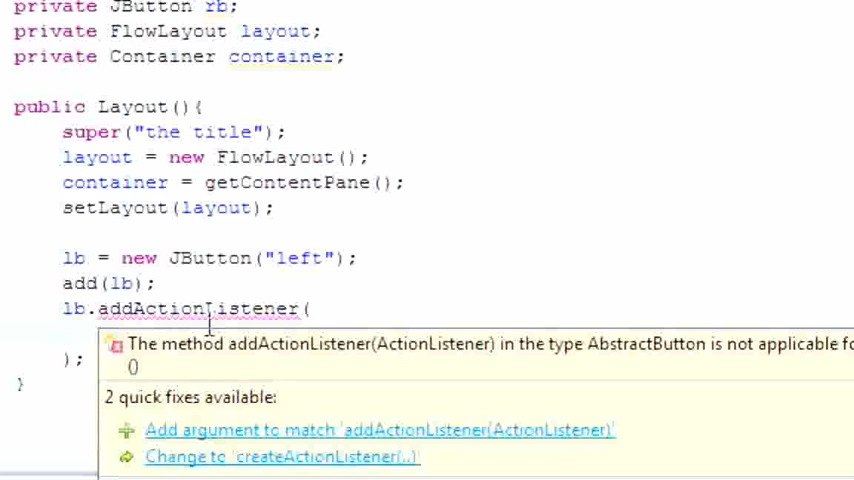 private JButton rb;
private FlowLayout layout;
private Container container;
public Layout(){
super("the title");
layout = new FlowLayout();
container = getContentPane();
setLayout(layout);
lb = new JButton("left");
add(lb);
lb.addActionListener(
The method addActionListener(ActionListener) in the type AbstractButton is not applicable fo
()
2 quick fixes available:
);
}
Add argument to match 'addActionListener(ActionListener)'
Change to 'createActionListener(..)'